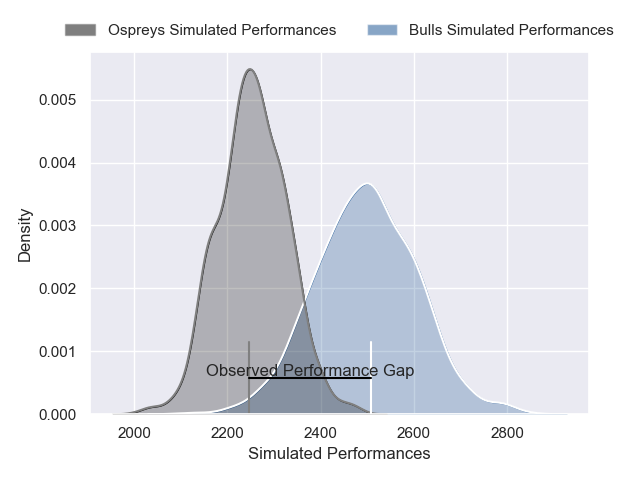 Ospreys Simulated Performances
Bulls Simulated Performances
0.005
0.004
0.003
0.002
0.001
0.000
Density
Observed Performance Gap
2000 2200 2400 2600 2800
Simulated Performances